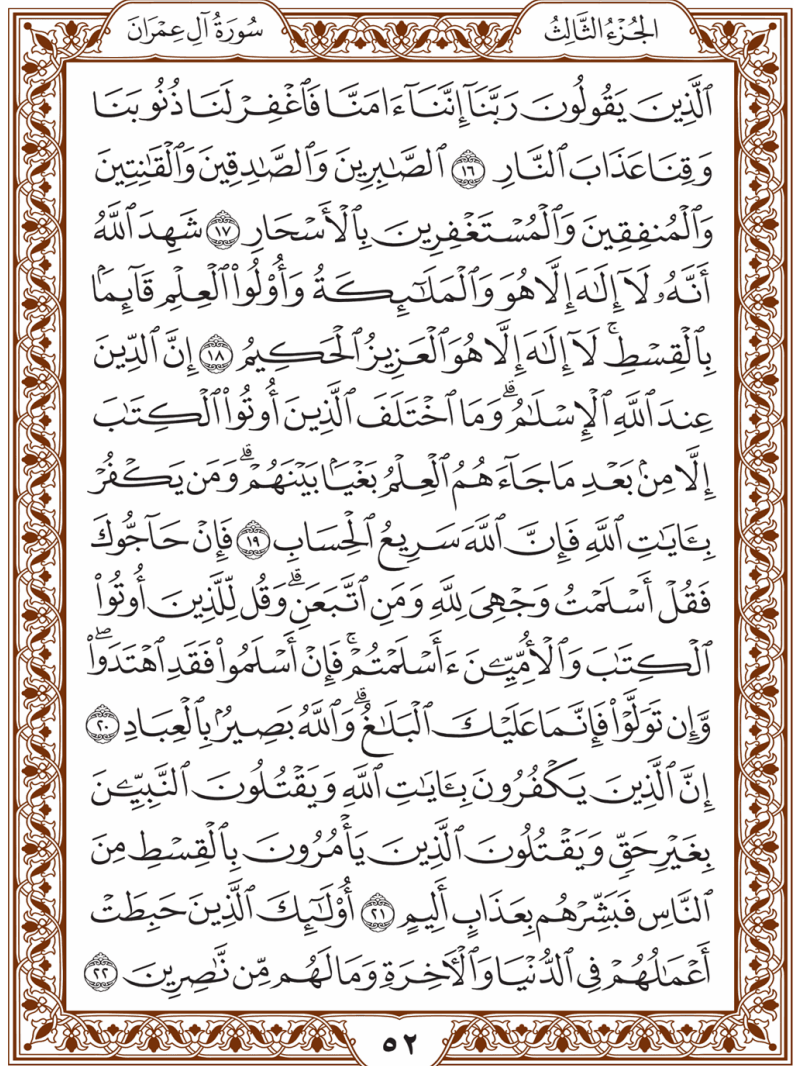 سُورَةُ آلِ عِمْرَان
الجُزْءُ الثَّالِثُ
ٱلَّذِينَ يَقُولُونَ رَبَّنَآ إِنَّنَآ ءَامَنَّا فَٱغْفِرْ لَنَا ذُنُوبَنَا
وَقِنَا عَذَابَ ٱلنَّارِ ١٦ ٱلصَّٰبِرِينَ وَٱلصَّٰدِقِينَ وَٱلْقَٰنِتِينَ
وَٱلْمُنفِقِينَ وَٱلْمُسْتَغْفِرِينَ بِٱلْأَسْحَارِ ١٧ شَهِدَ ٱللَّهُ
أَنَّهُۥ لَآ إِلَٰهَ إِلَّا هُوَ وَٱلْمَلَٰٓئِكَةُ وَأُو۟لُوا۟ ٱلْعِلْمِ قَآئِمًۢا
بِٱلْقِسْطِ ۚ لَآ إِلَٰهَ إِلَّا هُوَ ٱلْعَزِيزُ ٱلْحَكِيمُ ١٨ إِنَّ ٱلدِّينَ
عِندَ ٱللَّهِ ٱلْإِسْلَٰمُ ۗ وَمَا ٱخْتَلَفَ ٱلَّذِينَ أُوتُوا۟ ٱلْكِتَٰبَ
إِلَّا مِنۢ بَعْدِ مَا جَآءَهُمُ ٱلْعِلْمُ بَغْيًۢا بَيْنَهُمْ ۗ وَمَن يَكْفُرْ
بِـَٔايَٰتِ ٱللَّهِ فَإِنَّ ٱللَّهَ سَرِيعُ ٱلْحِسَابِ ١٩ فَإِنْ حَآجُّوكَ
فَقُلْ أَسْلَمْتُ وَجْهِىَ لِلَّهِ وَمَنِ ٱتَّبَعَنِ ۗ وَقُل لِّلَّذِينَ أُوتُوا۟
ٱلْكِتَٰبَ وَٱلْأُمِّيِّـۧنَ ءَأَسْلَمْتُمْ ۚ فَإِنْ أَسْلَمُوا۟ فَقَدِ ٱهْتَدَوا۟ ۖ
وَّإِن تَوَلَّوْا۟ فَإِنَّمَا عَلَيْكَ ٱلْبَلَٰغُ ۗ وَٱللَّهُ بَصِيرٌۢ بِٱلْعِبَادِ ٢٠
إِنَّ ٱلَّذِينَ يَكْفُرُونَ بِـَٔايَٰتِ ٱللَّهِ وَيَقْتُلُونَ ٱلنَّبِيِّـۧنَ
بِغَيْرِ حَقٍّ وَيَقْتُلُونَ ٱلَّذِينَ يَأْمُرُونَ بِٱلْقِسْطِ مِنَ
ٱلنَّاسِ فَبَشِّرْهُم بِعَذَابٍ أَلِيمٍ ٢١ أُو۟لَٰٓئِكَ ٱلَّذِينَ حَبِطَتْ
أَعْمَٰلُهُمْ فِى ٱلدُّنْيَا وَٱلْـَٔاخِرَةِ وَمَا لَهُم مِّن نَّٰصِرِينَ ٢٢
٥٢